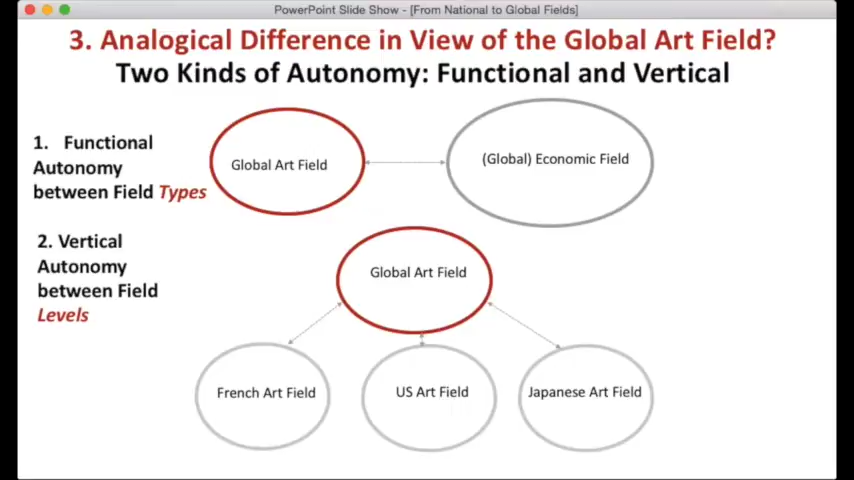 PowerPoint Slide Show - [From National to Global Fields]
3. Analogical Difference in View of the Global Art Field?
Two Kinds of Autonomy: Functional and Vertical
1. Functional
Autonomy
between Field Types
Global Art Field
(Global) Economic Field
2. Vertical
Autonomy
between Field
Levels
Global Art Field
French Art Field
US Art Field
Japanese Art Field